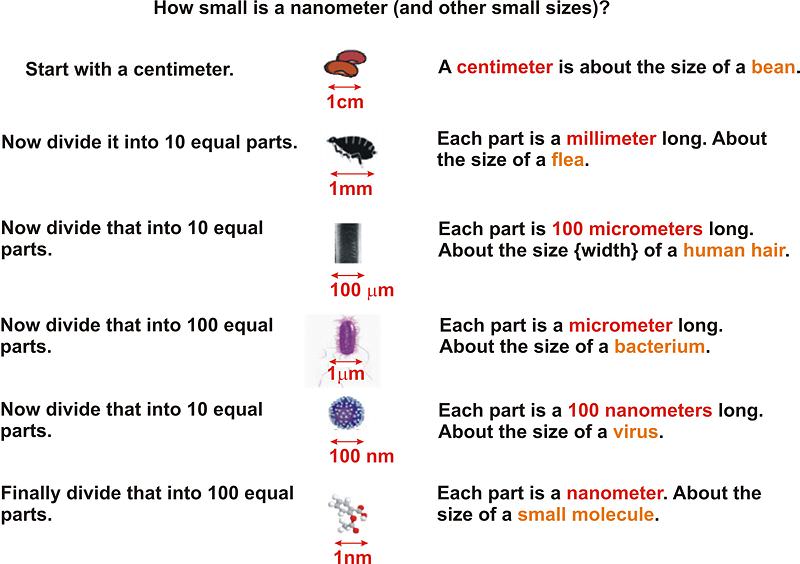 How small is a nanometer (and other small sizes)?
Start with a centimeter.
1cm
A centimeter is about the size of a bean.
Now divide it into 10 equal parts.
1mm
Each part is a millimeter long. About
the size of a flea.
Now divide that into 10 equal
parts.
100 μm
Each part is 100 micrometers long.
About the size {width} of a human hair.
Now divide that into 100 equal
parts.
1μm
Each part is a micrometer long.
About the size of a bacterium.
Now divide that into 10 equal
parts.
100 nm
Each part is a 100 nanometers long.
About the size of a virus.
Finally divide that into 100 equal
parts.
1nm
Each part is a nanometer. About the
size of a small molecule.